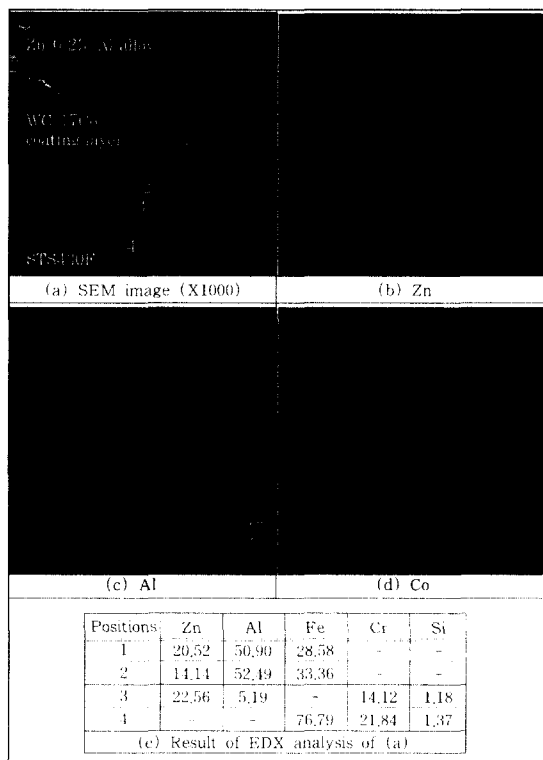 Zn-0.25% Al alloy
WC-17Co
coating layer
4
STS430F
(a) SEM image (X1000)
(b) Zn
(c) Al
(d) Co
Positions Zn Al Fe Cr Si
1 20.52 50.90 28.58 - -
2 14.14 52.49 33.36 - -
3 22.56 5.19 - 14.12 1.18
4 - - 76.79 21.84 1.37
(e) Result of EDX analysis of (a)